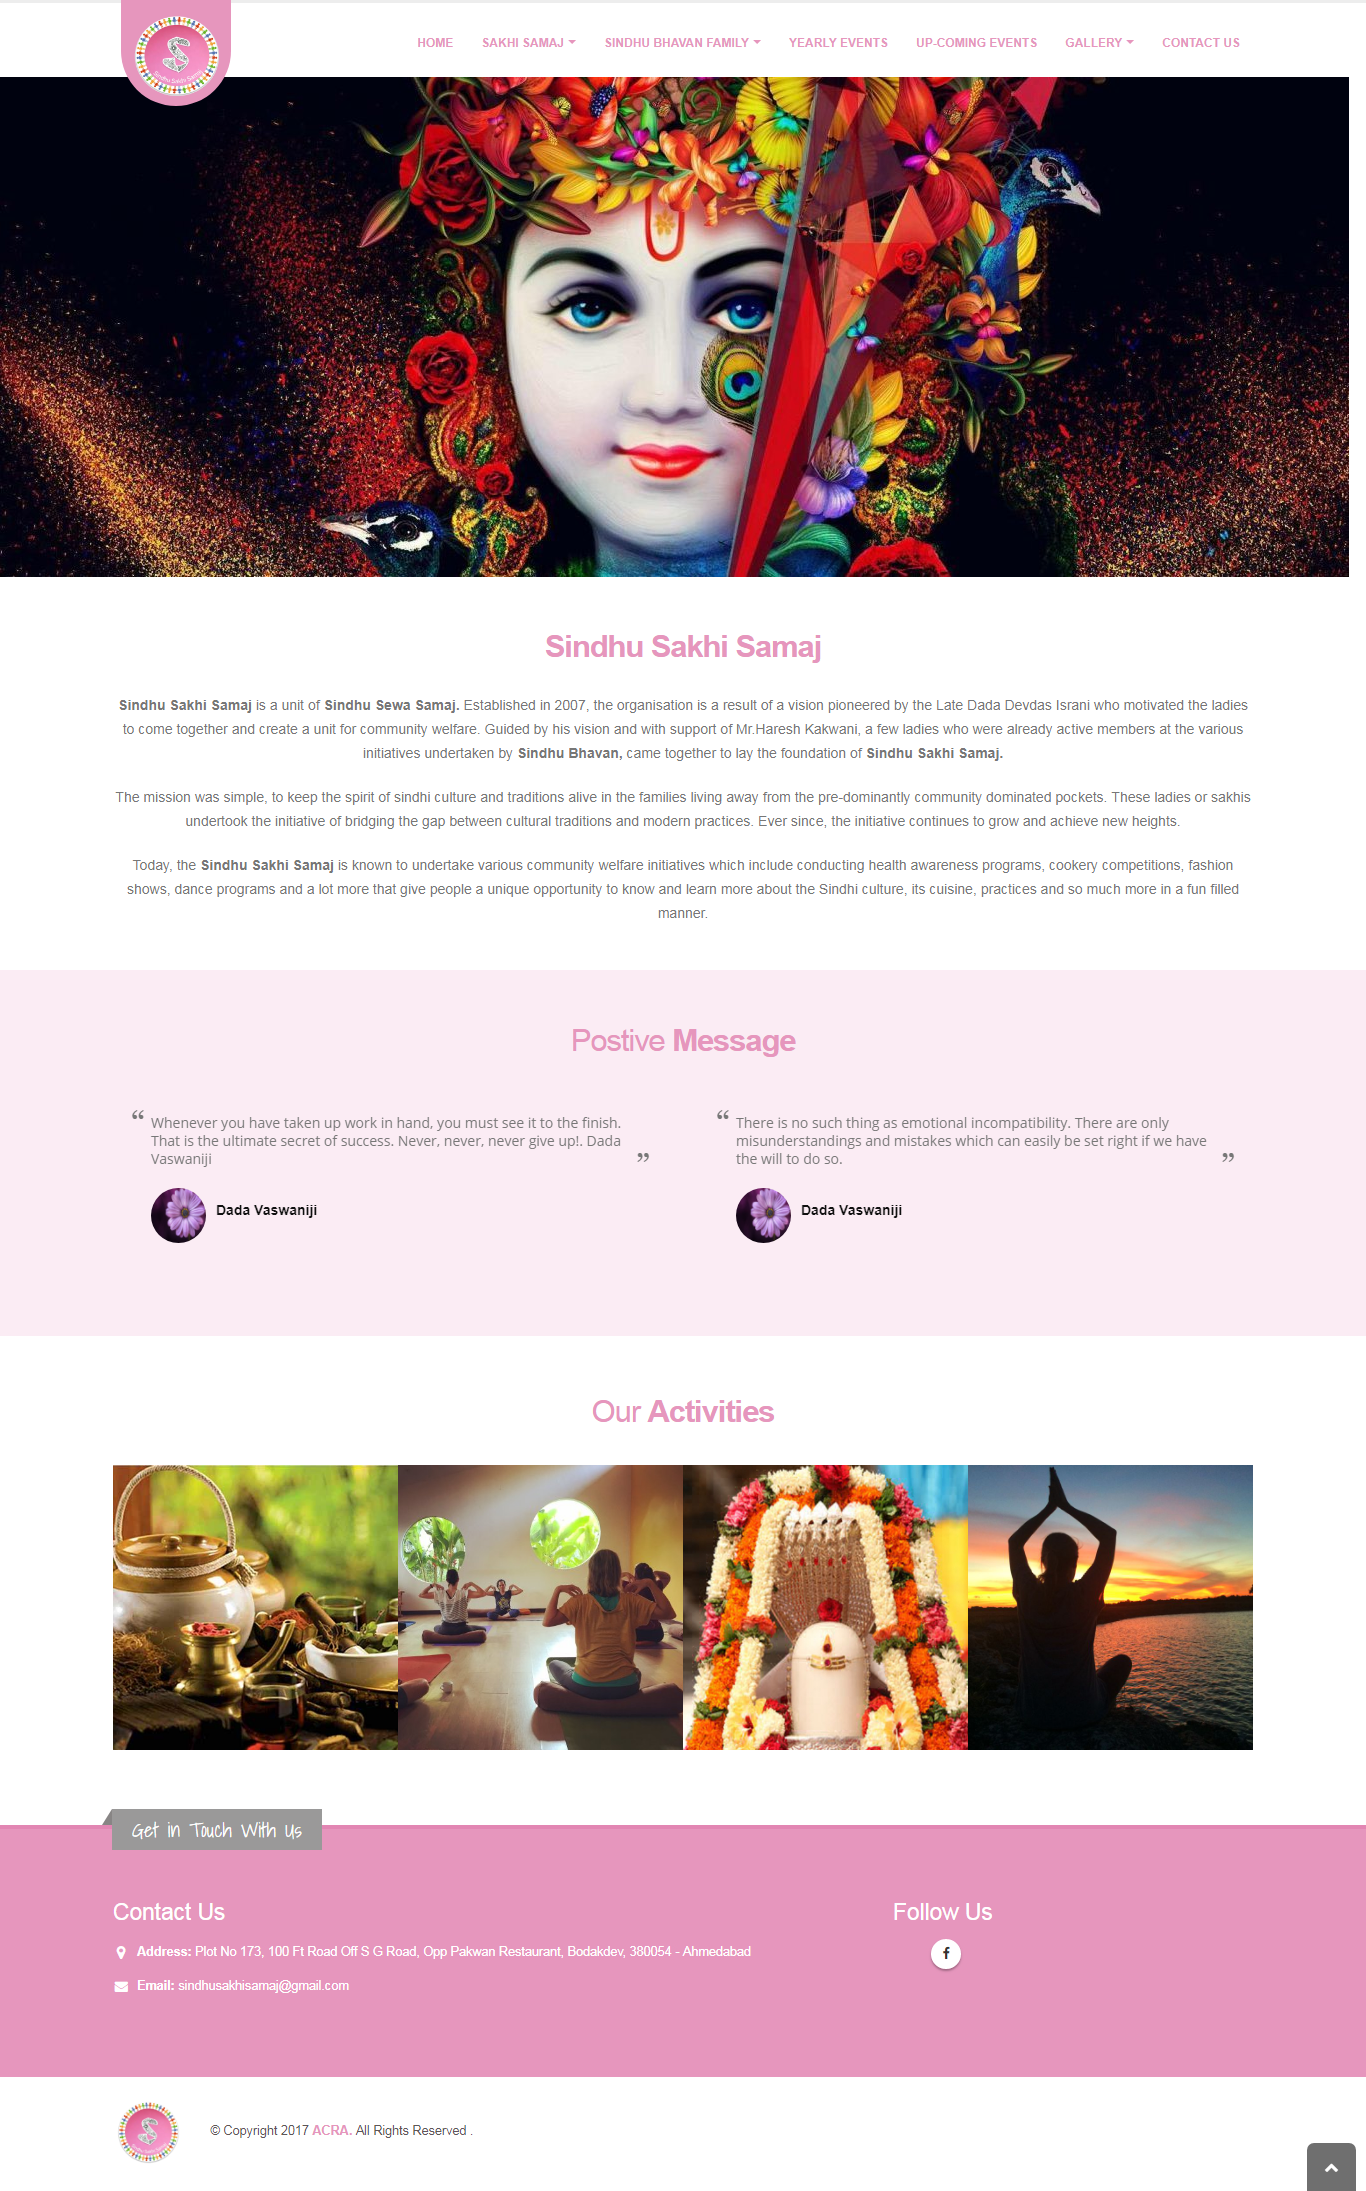 Sindhu Sakhi Samaj
HOME SAKHI SAMAJ SINDHU BHAVAN FAMILY YEARLY EVENTS UP-COMING EVENTS GALLERY CONTACT US
Sindhu Sakhi Samaj
Sindhu Sakhi Samaj is a unit of Sindhu Sewa Samaj. Established in 2007, the organisation is a result of a vision pioneered by the Late Dada Devdas Israni who motivated the ladies
to come together and create a unit for community welfare. Guided by his vision and with support of Mr.Haresh Kakwani, a few ladies who were already active members at the various
initiatives undertaken by Sindhu Bhavan, came together to lay the foundation of Sindhu Sakhi Samaj.
The mission was simple, to keep the spirit of sindhi culture and traditions alive in the families living away from the pre-dominantly community dominated pockets. These ladies or sakhis
undertook the initiative of bridging the gap between cultural traditions and modern practices. Ever since, the initiative continues to grow and achieve new heights.
Today, the Sindhu Sakhi Samaj is known to undertake various community welfare initiatives which include conducting health awareness programs, cookery competitions, fashion
shows, dance programs and a lot more that give people a unique opportunity to know and learn more about the Sindhi culture, its cuisine, practices and so much more in a fun filled
manner.
Postive Message
“ Whenever you have taken up work in hand, you must see it to the finish.
That is the ultimate secret of success. Never, never, never give up!. Dada
Vaswaniji ”
Dada Vaswaniji
“ There is no such thing as emotional incompatibility. There are only
misunderstandings and mistakes which can easily be set right if we have
the will to do so. ”
Dada Vaswaniji
Our Activities
Get in Touch With Us
Contact Us
Address: Plot No 173, 100 Ft Road Off S G Road, Opp Pakwan Restaurant, Bodakdev, 380054 - Ahmedabad
Email: sindhusakhisamaj@gmail.com
Follow Us
© Copyright 2017 ACRA. All Rights Reserved .